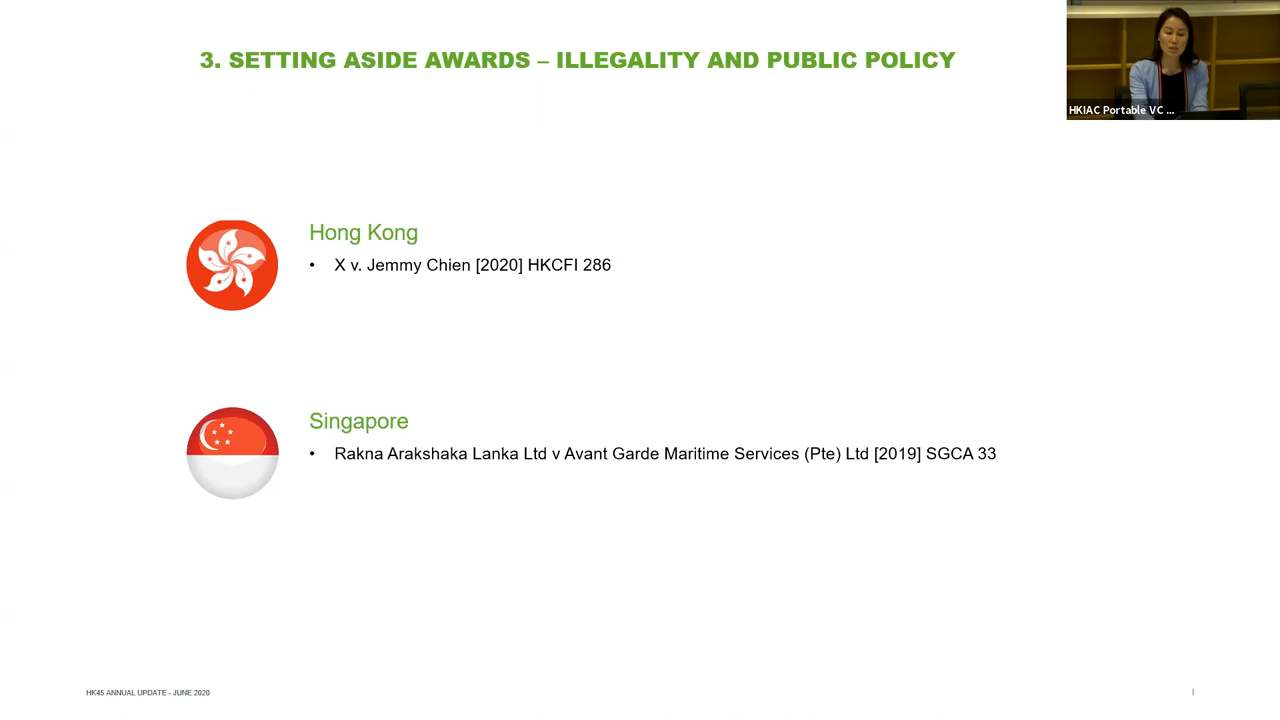 3. SETTING ASIDE AWARDS – ILLEGALITY AND PUBLIC POLICY
HKIAC Portable VC ...
Hong Kong
• X v. Jemmy Chien [2020] HKCFI 286
Singapore
• Rakna Arakshaka Lanka Ltd v Avant Garde Maritime Services (Pte) Ltd [2019] SGCA 33
HK45 ANNUAL UPDATE - JUNE 2020
|